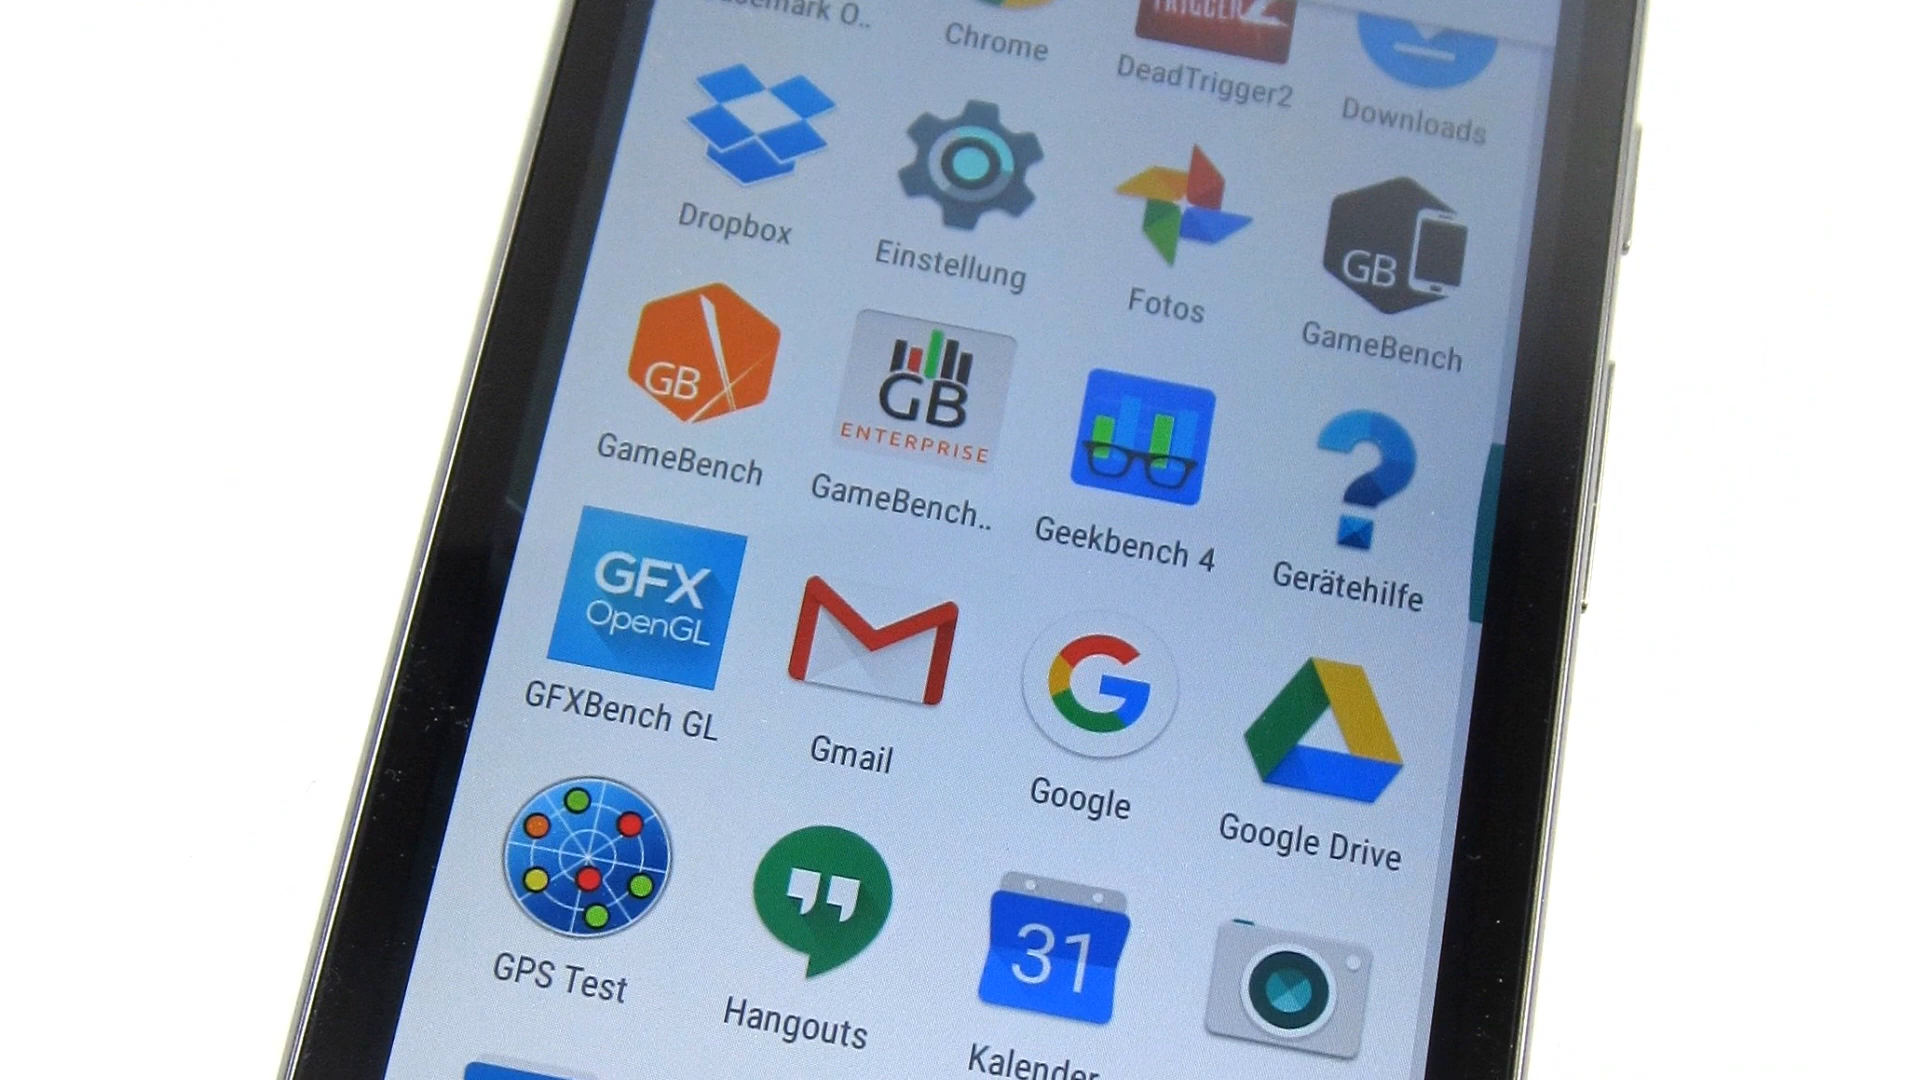 Chrome
DeadTrigger2
Downloads
Dropbox
Einstellung
Fotos
GB
GameBench
GB
GameBench
GB
ENTERPRISE
GameBench..
Geekbench 4
Gerätehilfe
GFX
OpenGL
GFXBench GL
Gmail
G
Google
Google Drive
GPS Test
Hangouts
31
Kalender